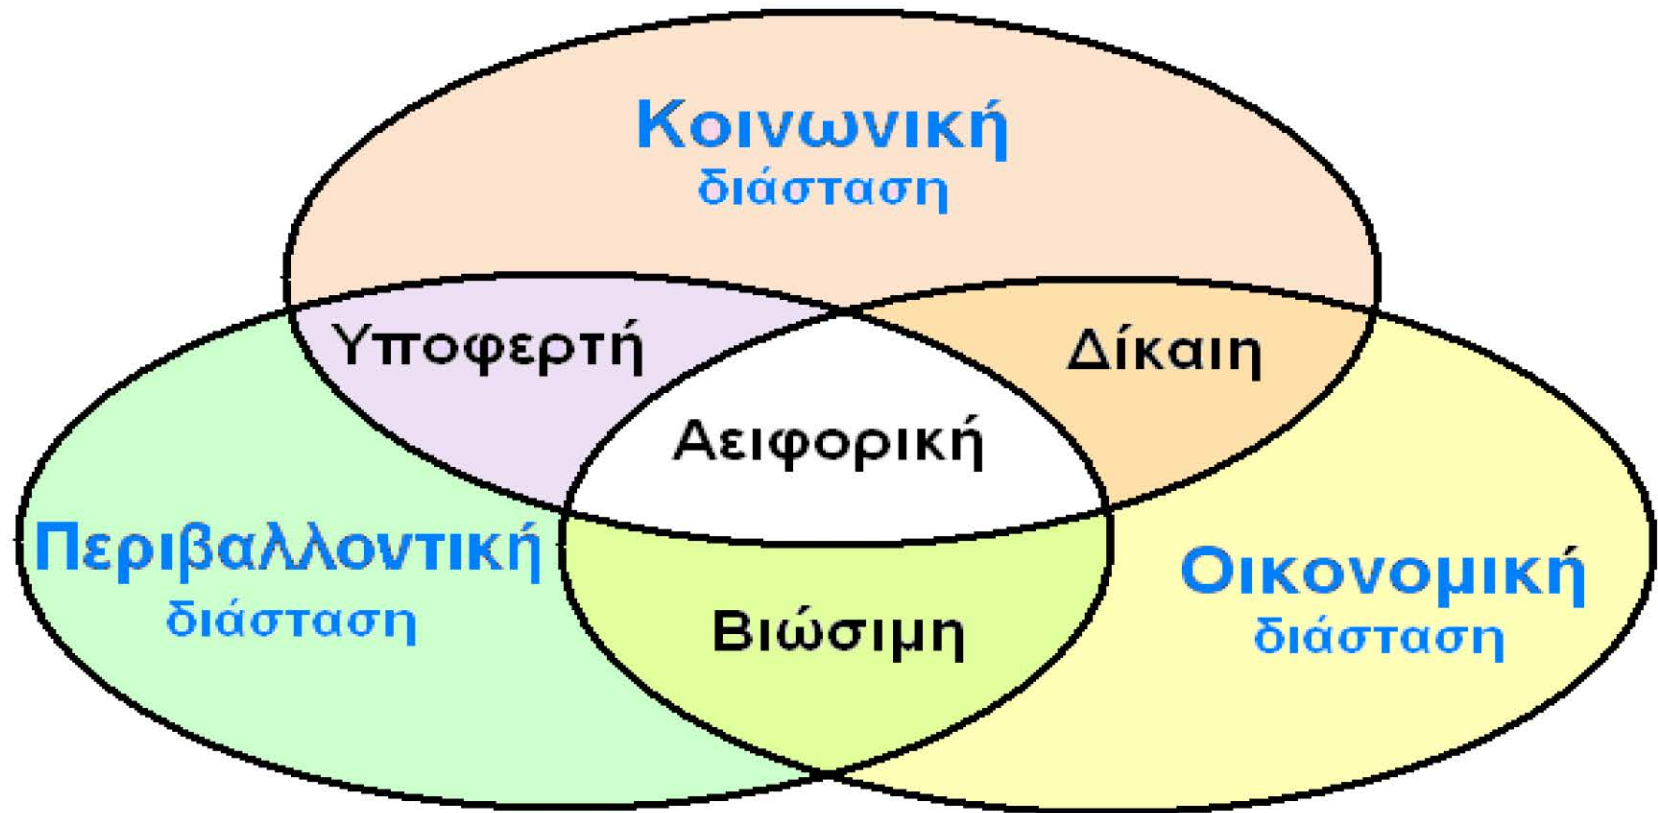 Κοινωνική
διάσταση
Υποφερτή
Δίκαιη
Αειφορική
Περιβαλλοντική
διάσταση
Οικονομική
διάσταση
Βιώσιμη